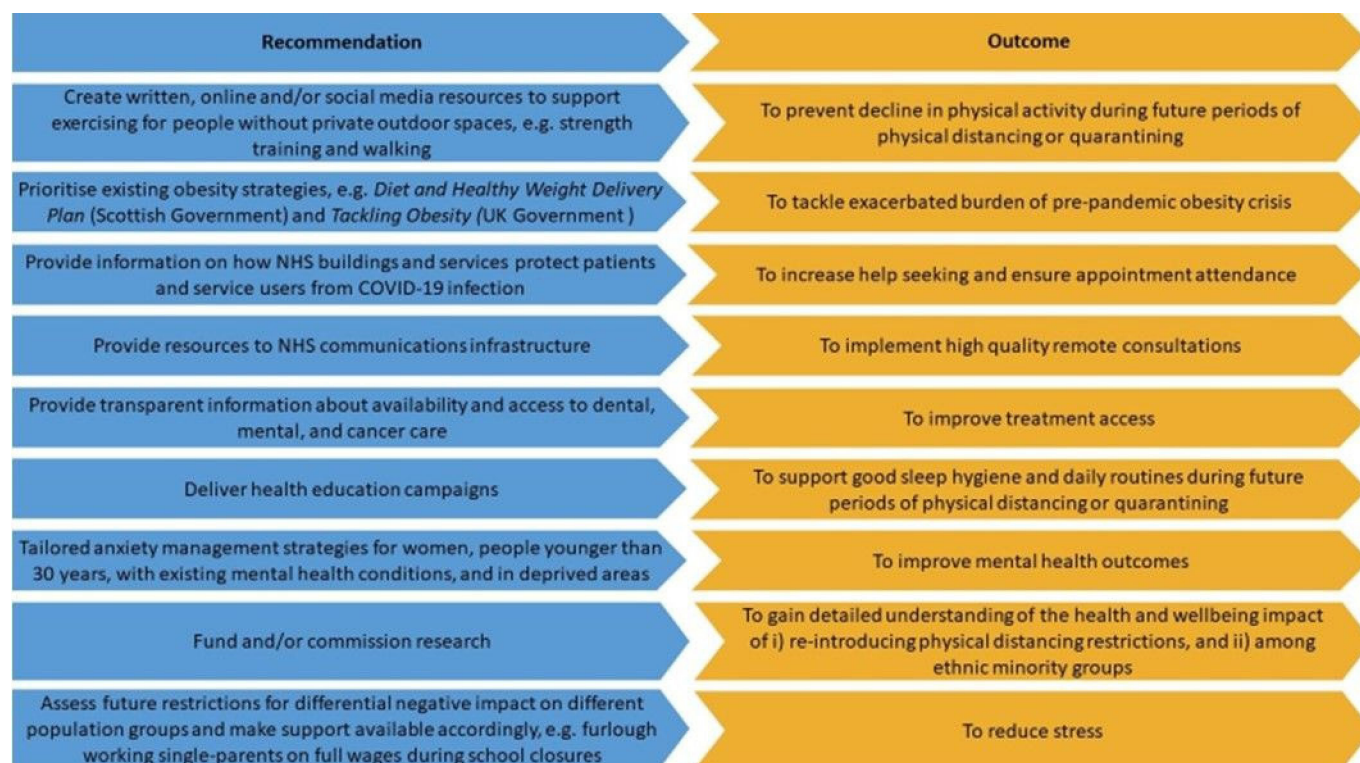 Recommendation
Outcome
Create written, online and/or social media resources to support
exercising for people without private outdoor spaces, e.g. strength
training and walking
To prevent decline in physical activity during future periods of
physical distancing or quarantining
Prioritise existing obesity strategies, e.g. Diet and Healthy Weight Delivery
Plan (Scottish Government) and Tackling Obesity (UK Government )
To tackle exacerbated burden of pre-pandemic obesity crisis
Provide information on how NHS buildings and services protect patients
and service users from COVID-19 infection
To increase help seeking and ensure appointment attendance
Provide resources to NHS communications infrastructure
To implement high quality remote consultations
Provide transparent information about availability and access to dental,
mental, and cancer care
To improve treatment access
Deliver health education campaigns
To support good sleep hygiene and daily routines during future
periods of physical distancing or quarantining
Tailored anxiety management strategies for women, people younger than
30 years, with existing mental health conditions, and in deprived areas
To improve mental health outcomes
Fund and/or commission research
To gain detailed understanding of the health and wellbeing impact
of i) re-introducing physical distancing restrictions, and ii) among
ethnic minority groups
Assess future restrictions for differential negative impact on different
population groups and make support available accordingly, e.g. furlough
working single-parents on full wages during school closures
To reduce stress